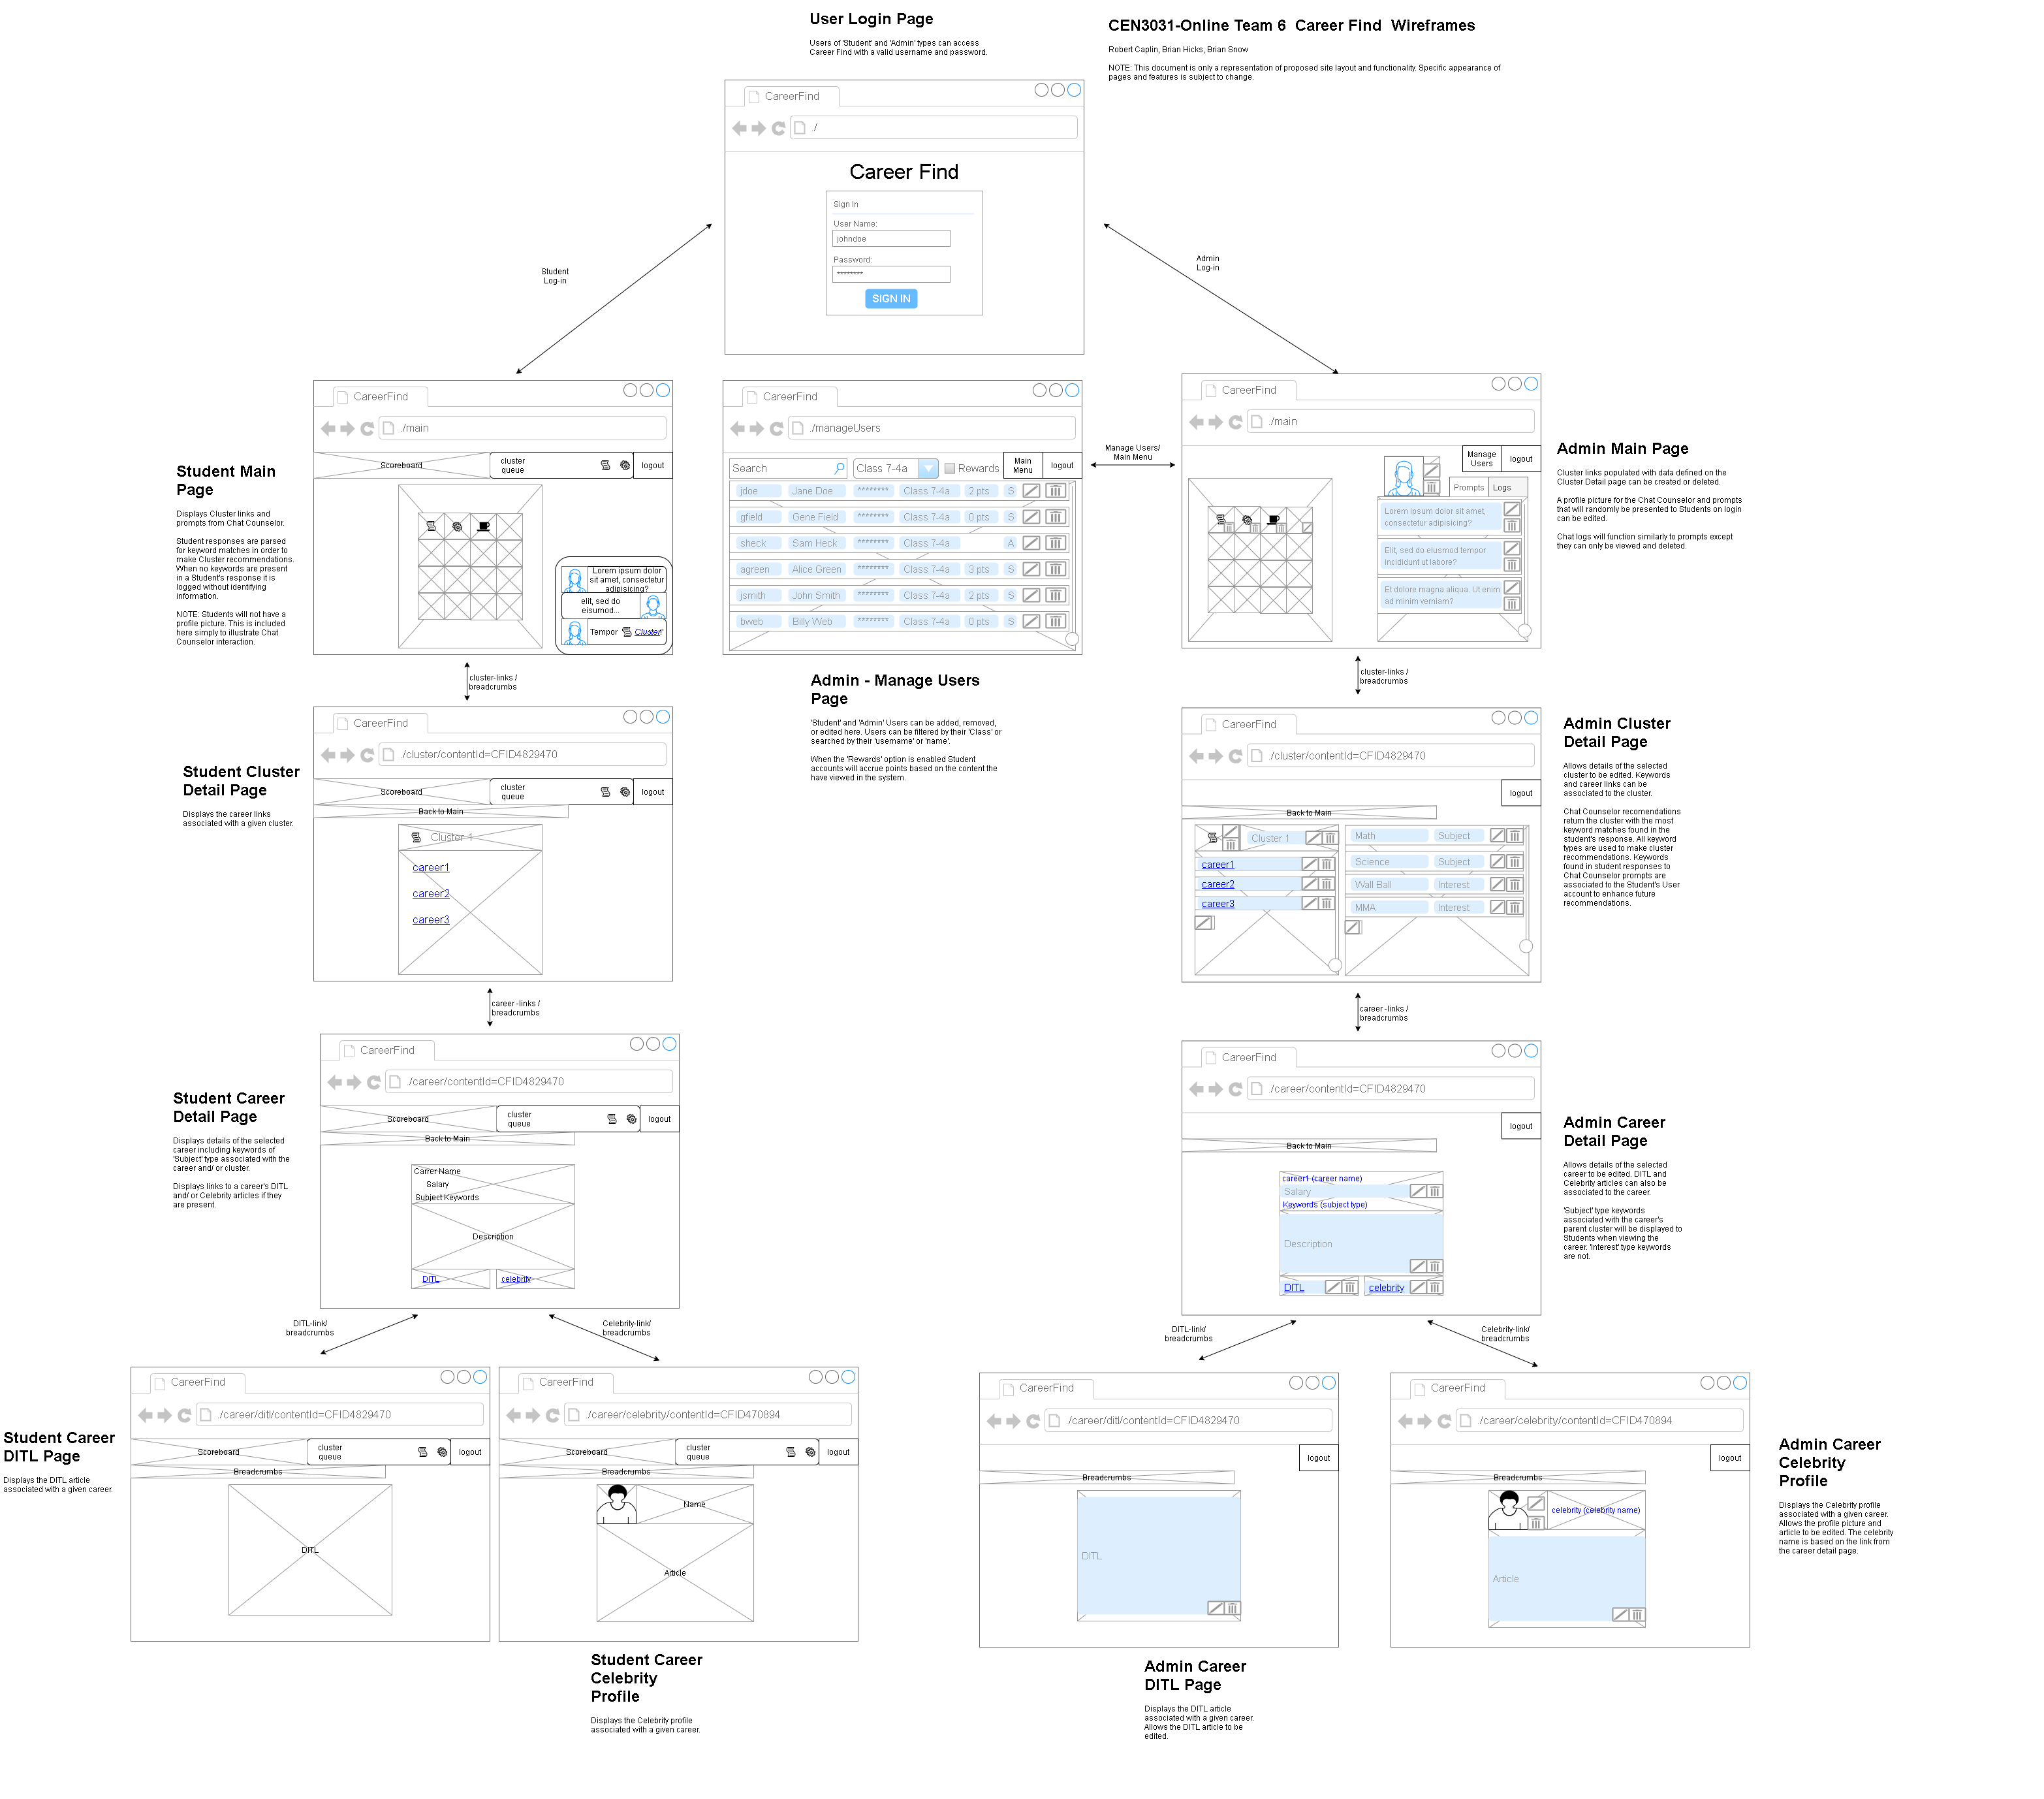 User Login Page
Users of 'Student' and 'Admin' types can access
Career Find with a valid username and password.
CEN3031-Online Team 6  Career Find  Wireframes
Robert Caplin, Brian Hicks, Brian Snow
NOTE: This document is only a representation of proposed site layout and functionality. Specific appearance of
pages and features is subject to change.
CareerFind
./
Career Find
Sign In
User Name:
johndoe
Password:
********
SIGN IN
Student
Log-in
Admin
Log-in
Student Main
Page
Displays Cluster links and
prompts from Chat Counselor.
Student responses are parsed
for keyword matches in order to
make Cluster recommendations.
When no keywords are present
in a Student's response it is
logged without identifying
information.
NOTE: Students will not have a
profile picture. This is included
here simply to illustrate Chat
Counselor interaction.
CareerFind
./main
Scoreboard
cluster
queue
logout
Lorem ipsum dolor
sit amet, consectetur
adipisicing?
elit, sed do
eisumod...
Tempor
Cluster
CareerFind
./manageUsers
Search
Class 7-4a
Rewards
Main
Menu
logout
jdoe Jane Doe ******** Class 7-4a 2 pts S
gfield Gene Field ******** Class 7-4a 0 pts S
sheck Sam Heck ******** Class 7-4a A
agreen Alice Green ******** Class 7-4a 3 pts S
jsmith John Smith ******** Class 7-4a 2 pts S
bweb Billy Web ******** Class 7-4a 0 pts S
Admin - Manage Users
Page
'Student' and 'Admin' Users can be added, removed,
or edited here. Users can be filtered by their 'Class' or
searched by their 'username' or 'name'.
When the 'Rewards' option is enabled Student
accounts will accrue points based on the content the
have viewed in the system.
Manage Users/
Main Menu
CareerFind
./main
Manage
Users
logout
Prompts
Logs
Lorem ipsum dolor sit amet,
consectetur adipisicing?
Elit, sed do eiusmod tempor
incididunt ut labore?
Et dolore magna aliqua. Ut enim
ad minim verniam?
Admin Main Page
Cluster links populated with data defined on the
Cluster Detail page can be created or deleted.
A profile picture for the Chat Counselor and prompts
that will randomly be presented to Students on login
can be edited.
Chat logs will function similarly to prompts except
they can only be viewed and deleted.
cluster-links /
breadcrumbs
cluster-links /
breadcrumbs
Student Cluster
Detail Page
Displays the career links
associated with a given cluster.
CareerFind
./cluster/contentId=CFID4829470
Scoreboard
cluster
queue
logout
Back to Main
Cluster 1
career1
career2
career3
CareerFind
./cluster/contentId=CFID4829470
logout
Back to Main
Cluster 1
career1
career2
career3
Math Subject
Science Subject
Wall Ball Interest
MMA Interest
Admin Cluster
Detail Page
Allows details of the selected
cluster to be edited. Keywords
and career links can be
associated to the cluster.
Chat Counselor recomendations
return the cluster with the most
keyword matches found in the
student's response. All keyword
types are used to make cluster
recommendations. Keywords
found in student responses to
Chat Counselor prompts are
associated to the Student's User
account to enhance future
recommendations.
career -links /
breadcrumbs
career -links /
breadcrumbs
Student Career
Detail Page
Displays details of the selected
career including keywords of
'Subject' type associated with the
career and/ or cluster.
Displays links to a career's DITL
and/ or Celebrity articles if they
are present.
CareerFind
./career/contentId=CFID4829470
Scoreboard
cluster
queue
logout
Back to Main
Carrer Name
Salary
Subject Keywords
Description
DITL
celebrity
CareerFind
./career/contentId=CFID4829470
logout
Back to Main
career1 (career name)
Salary
Keywords (subject type)
Description
DITL
celebrity
Admin Career
Detail Page
Allows details of the selected
career to be edited. DITL and
Celebrity articles can also be
associated to the career.
'Subject' type keywords
associated with the career's
parent cluster will be displayed to
Students when viewing the
career. 'Interest' type keywords
are not.
DITL-link/
breadcrumbs
Celebrity-link/
breadcrumbs
DITL-link/
breadcrumbs
Celebrity-link/
breadcrumbs
Student Career
DITL Page
Displays the DITL article
associated with a given career.
CareerFind
./career/ditl/contentId=CFID4829470
Scoreboard
cluster
queue
logout
Breadcrumbs
DITL
CareerFind
./career/celebrity/contentId=CFID470894
Scoreboard
cluster
queue
logout
Breadcrumbs
Name
Article
Student Career
Celebrity
Profile
Displays the Celebrity profile
associated with a given career.
CareerFind
./career/ditl/contentId=CFID4829470
logout
Breadcrumbs
DITL
Admin Career
DITL Page
Displays the DITL article
associated with a given career.
Allows the DITL article to be
edited.
CareerFind
./career/celebrity/contentId=CFID470894
logout
Breadcrumbs
celebrity (celebrity name)
Article
Admin Career
Celebrity
Profile
Displays the Celebrity profile
associated with a given career.
Allows the profile picture and
article to be edited. The celebrity
name is based on the link from
the career detail page.